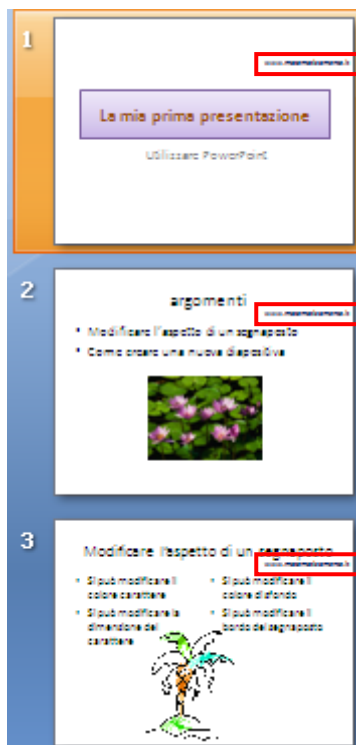 1
La mia prima presentazione
Utilizzare PowerPoint
2
argomenti
• Modificare l'aspetto di un segnaposto
• Come creare una nuova diapositiva
3
Modificare l'aspetto di un segnaposto
• Si può modificare il
colore carattere
• Si può modificare la
dimensione del
carattere
• Si può modificare il
colore di sfondo
• Si può modificare il
bordo del segnaposto